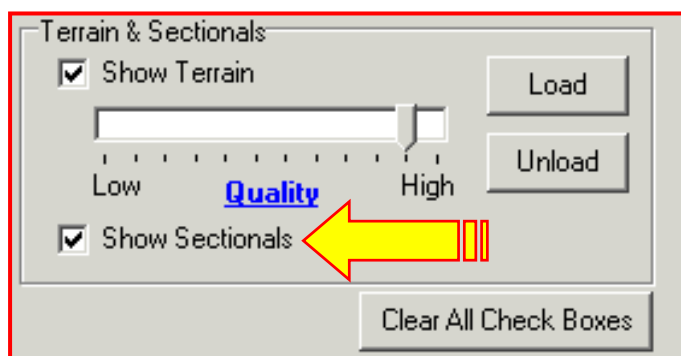 Terrain & Sectionals
Show Terrain
Load
Unload
Low
Quality
High
Show Sectionals
Clear All Check Boxes